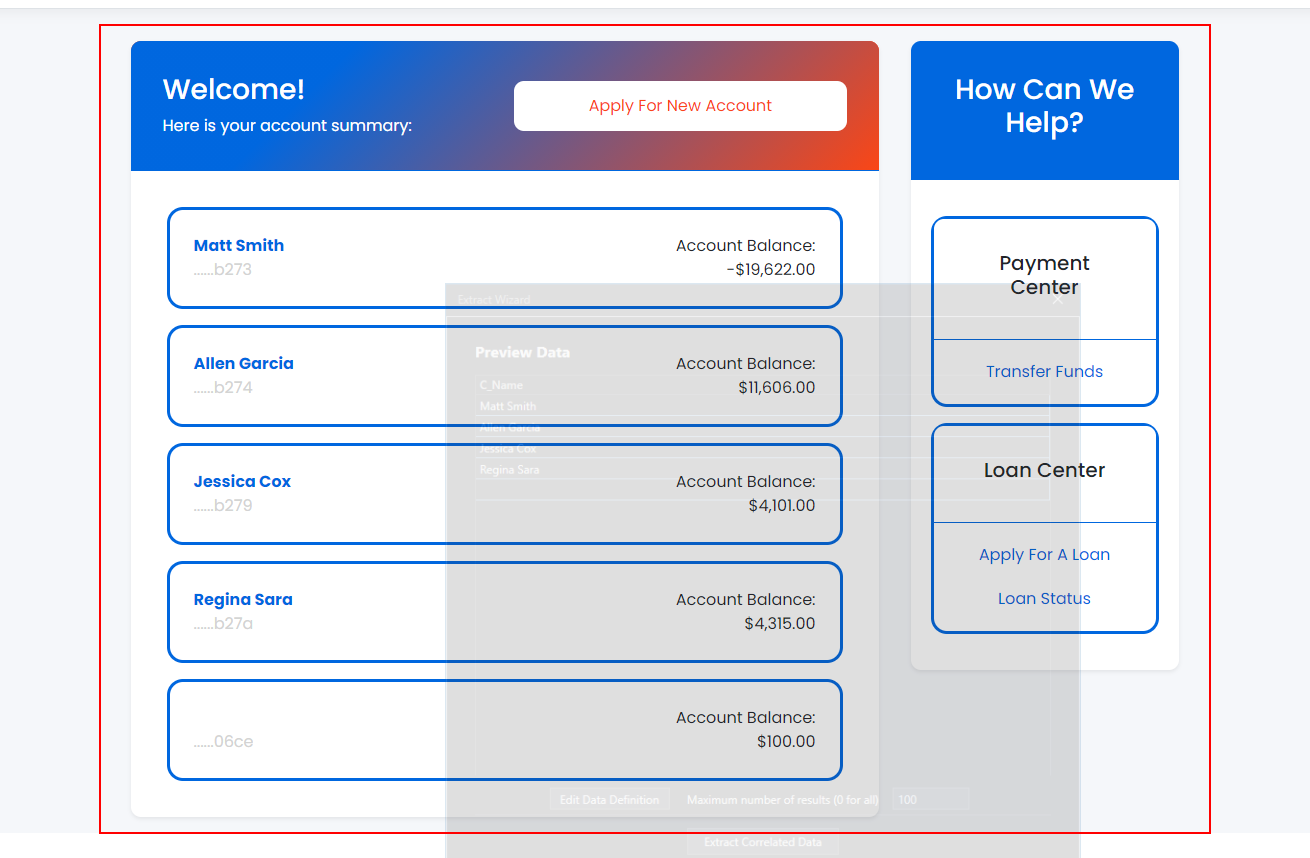 Welcome!
Here is your account summary:
Apply For New Account
Matt Smith
......b273
Account Balance:
-$19,622.00
Allen Garcia
......b274
Account Balance:
$11,606.00
Jessica Cox
......b279
Account Balance:
$4,101.00
Regina Sara
......b27a
Account Balance:
$4,315.00
......06ce
Account Balance:
$100.00
How Can We
Help?
Payment
Center
Transfer Funds
Loan Center
Apply For A Loan
Loan Status
Extract Wizard
Preview Data
C_Name
Matt Smith
Allen Garcia
Jessica Cox
Regina Sara
Edit Data Definition
Maximum number of results (0 for all)
100
Extract Correlated Data